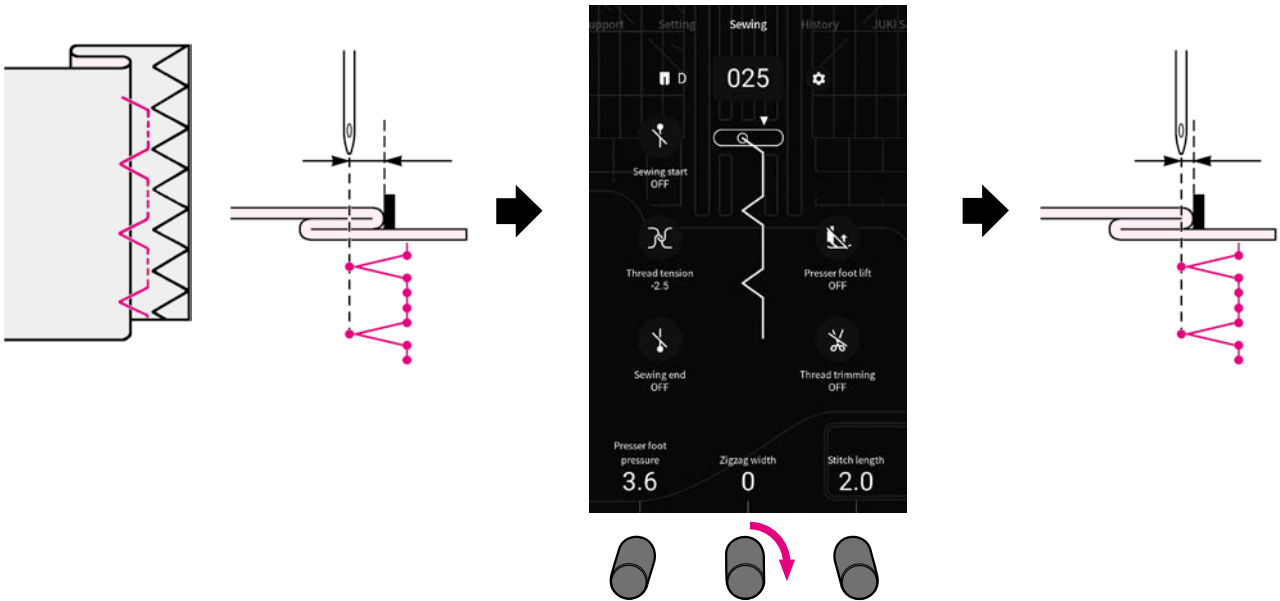 upport Setting Sewing History JUKI S
D 025
Sewing start
OFF
Thread tension
-2.5
Presser foot lift
OFF
Sewing end
OFF
Thread trimming
OFF
Presser foot
pressure
3.6
Zigzag width
0
Stitch length
2.0